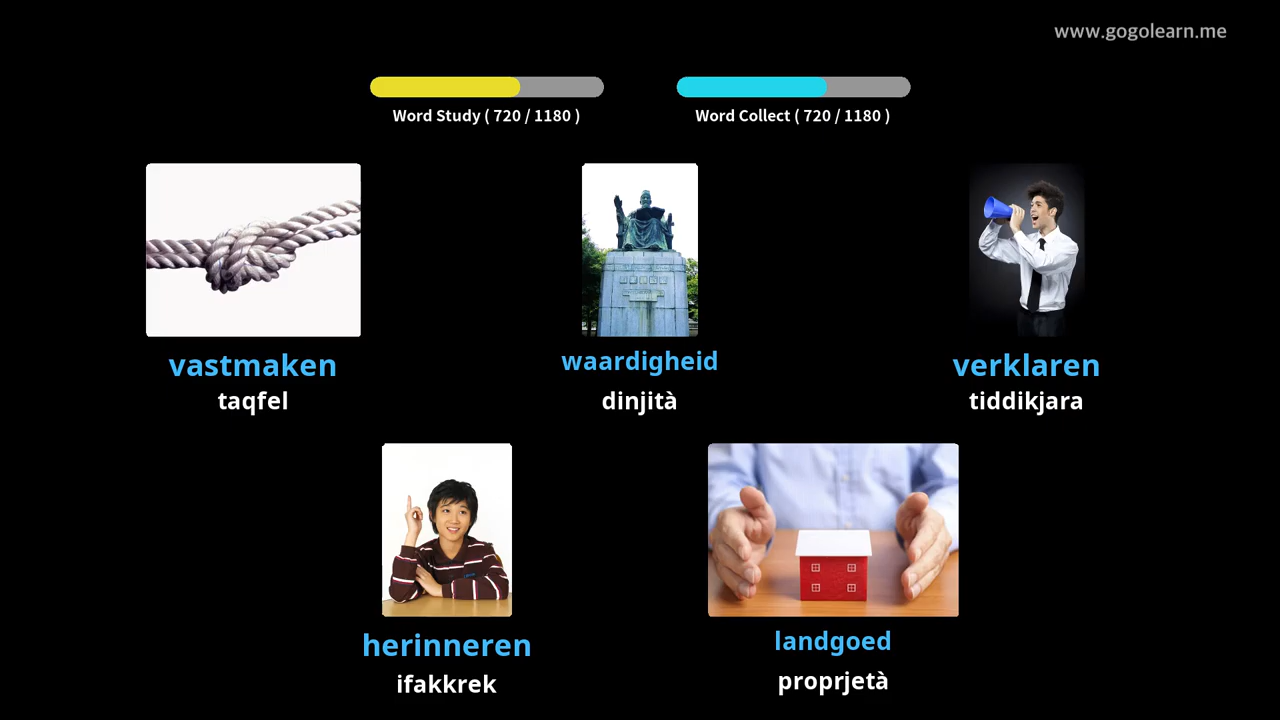 www.gogolearn.me
Word Study ( 720 / 1180 )
Word Collect ( 720 / 1180 )
vastmaken
taqfel
waardigheid
dinjità
verklaren
tiddikjara
herinneren
ifakkrek
landgoed
proprjetà